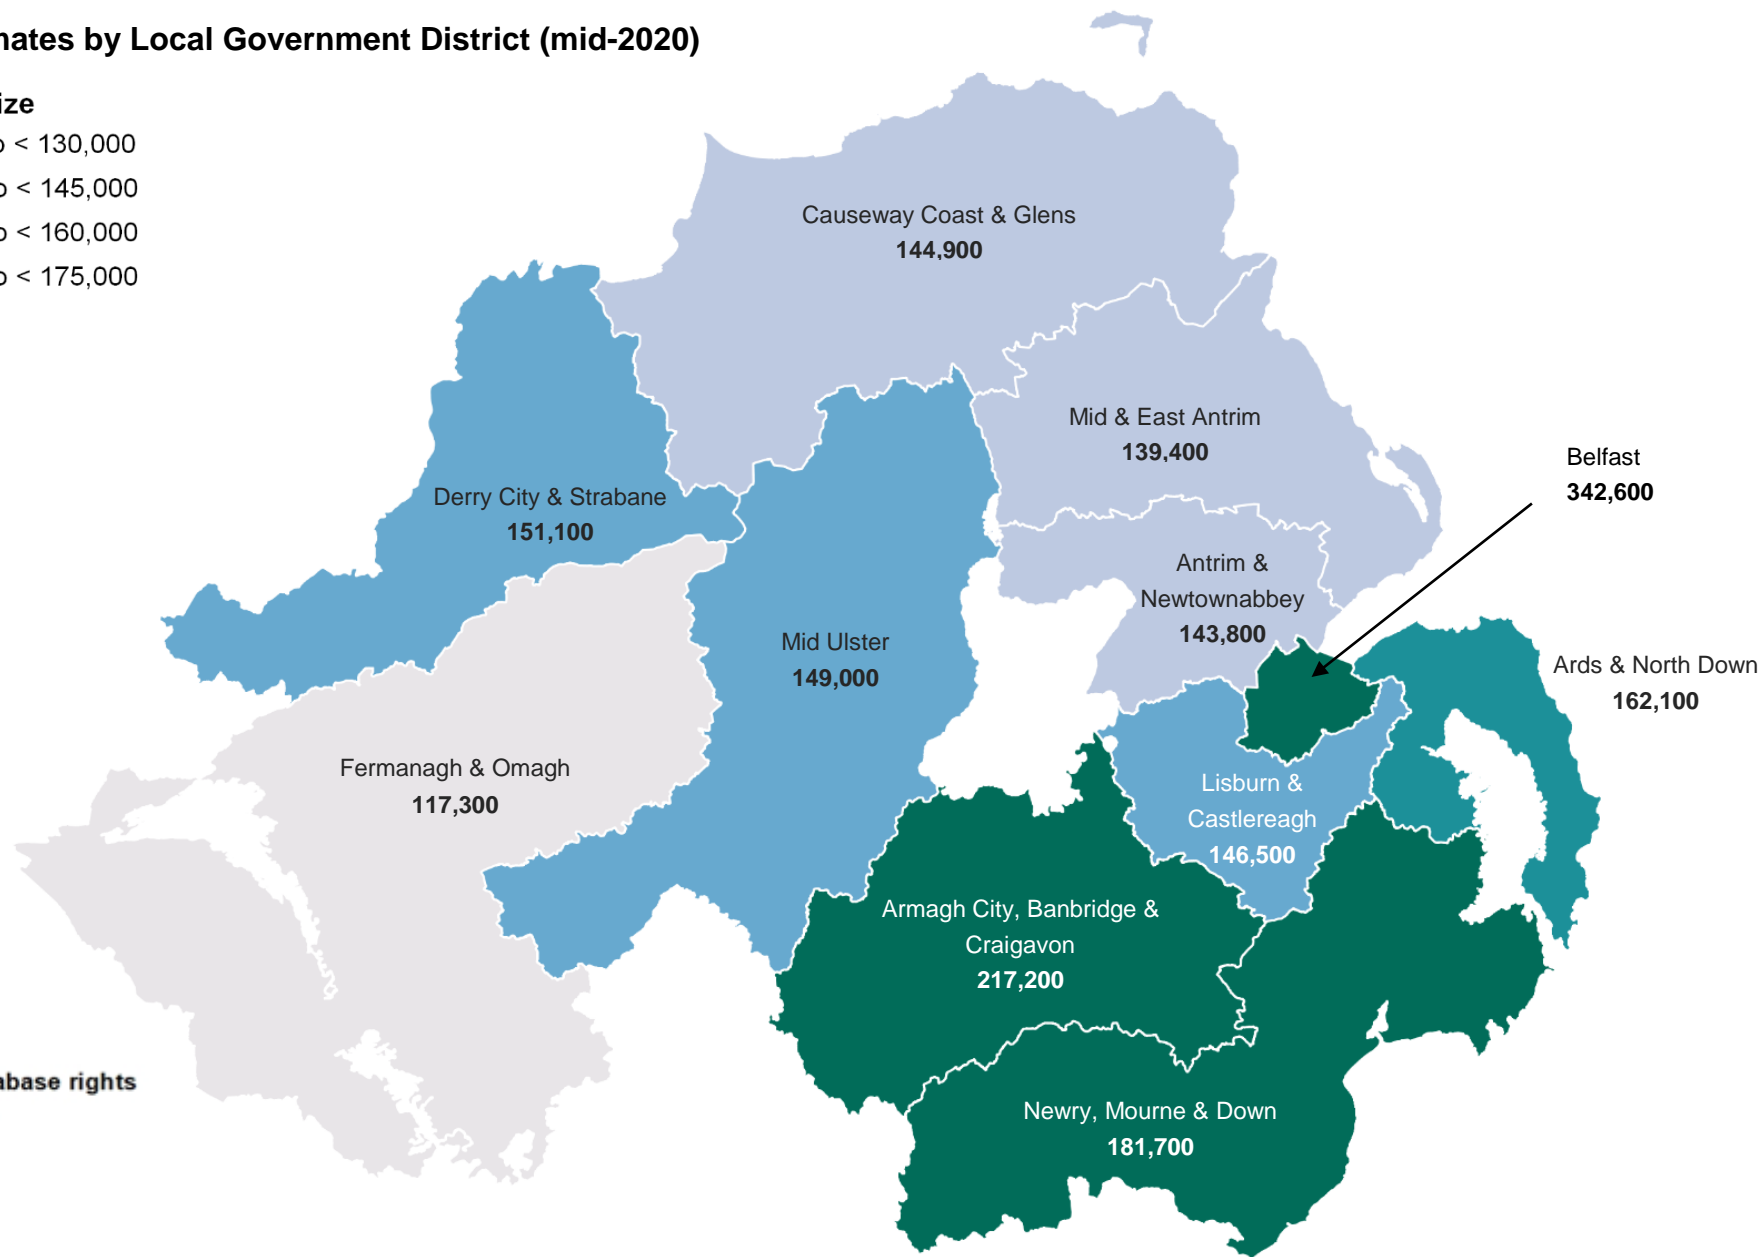 by Local Government District (mid-2020)
< 130,000
< 145,000
< 160,000
< 175,000
Causeway Coast & Glens
144,900
Mid & East Antrim
139,400
Belfast
342,600
Derry City & Strabane
151,100
Antrim &
Newtownabbey
143,800
Mid Ulster
149,000
Ards & North Down
162,100
Fermanagh & Omagh
117,300
Lisburn &
Castlereagh
146,500
Armagh City, Banbridge &
Craigavon
217,200
rights
Newry, Mourne & Down
181,700